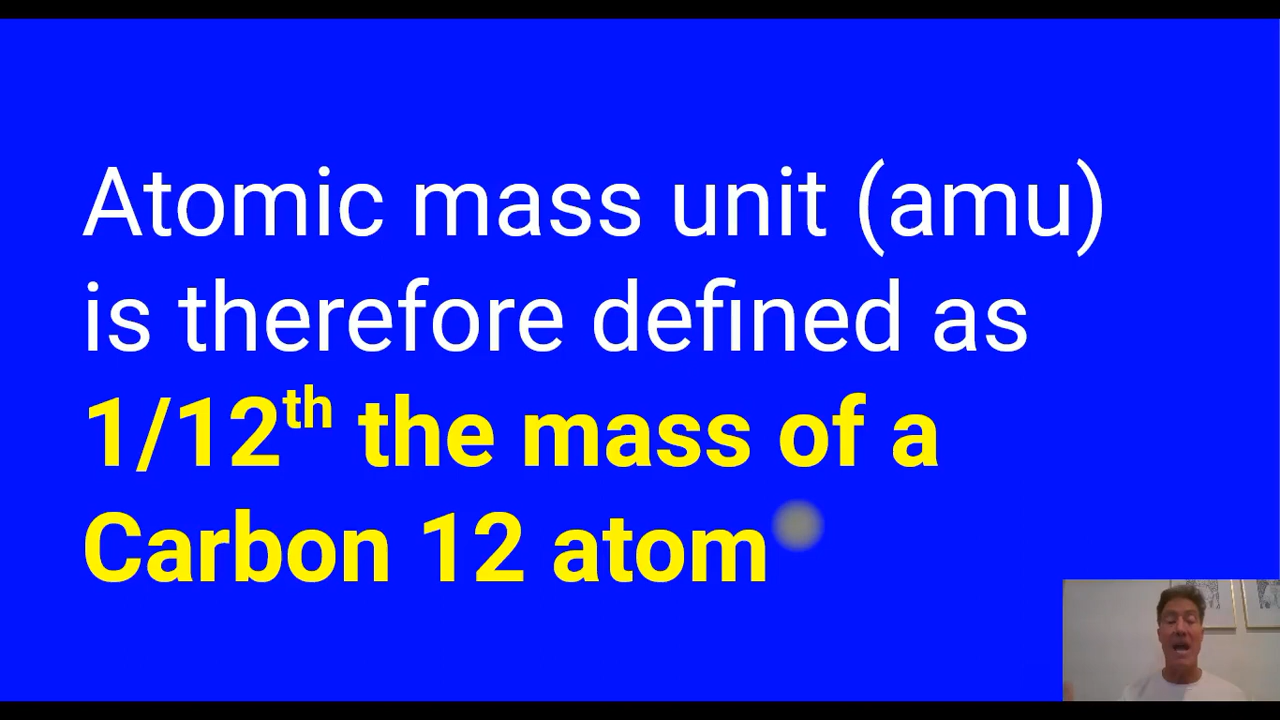 Atomic mass unit (amu)
is therefore defined as
1/12th the mass of a
Carbon 12 atom